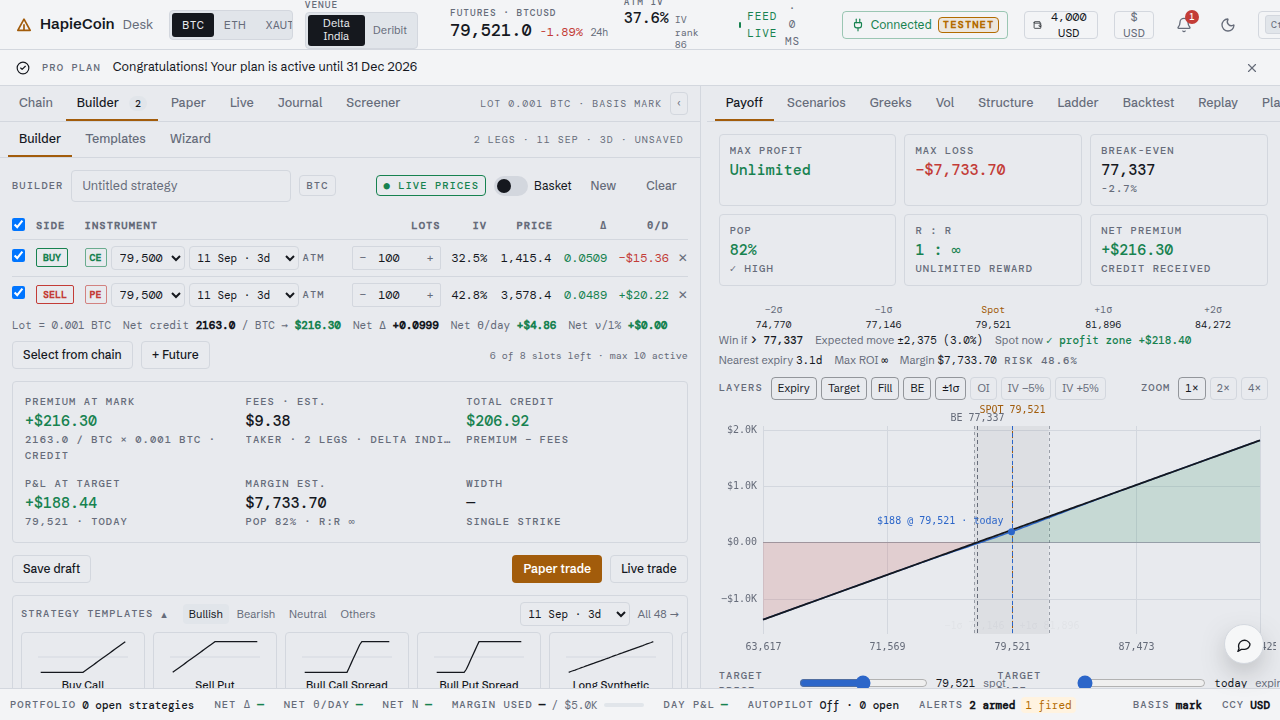 HapieCoin Desk
BTC ETH XAUT
VENUE
Delta India
Deribit
FUTURES · BTCUSD
79,521.0 -1.89% 24h
ATM IV
37.6% IV rank 86
FEED LIVE
· 0 MS
Connected TESTNET
4,000 USD
$ USD
1
PRO PLAN Congratulations! Your plan is active until 31 Dec 2026
Chain Builder 2 Paper Live Journal Screener
LOT 0.001 BTC · BASIS MARK ‹
Builder Templates Wizard
2 LEGS · 11 SEP · 3D · UNSAVED
BUILDER Untitled strategy BTC ● LIVE PRICES Basket New Clear
SIDE INSTRUMENT LOTS IV PRICE Δ Θ/D
BUY CE 79,500 11 Sep · 3d ATM − 100 + 32.5% 1,415.4 0.0509 −$15.36 ✕
SELL PE 79,500 11 Sep · 3d ATM − 100 + 42.8% 3,578.4 0.0489 +$20.22 ✕
Lot = 0.001 BTC Net credit 2163.0 / BTC → $216.30 Net Δ +0.0999 Net Θ/day +$4.86 Net ν/1% +$0.00
Select from chain + Future
6 of 8 slots left · max 10 active
PREMIUM AT MARK
+$216.30
2163.0 / BTC × 0.001 BTC · CREDIT
FEES · EST.
$9.38
TAKER · 2 LEGS · DELTA INDI…
TOTAL CREDIT
$206.92
PREMIUM − FEES
P&L AT TARGET
+$188.44
79,521 · TODAY
MARGIN EST.
$7,733.70
POP 82% · R:R ∞
WIDTH
—
SINGLE STRIKE
Save draft Paper trade Live trade
STRATEGY TEMPLATES ▲ Bullish Bearish Neutral Others 11 Sep · 3d All 48 →
Buy Call Sell Put Bull Call Spread Bull Put Spread Long Synthetic
Payoff Scenarios Greeks Vol Structure Ladder Backtest Replay
MAX PROFIT
Unlimited
MAX LOSS
−$7,733.70
BREAK-EVEN
77,337
-2.7%
POP
82%
✓ HIGH
R : R
1 : ∞
UNLIMITED REWARD
NET PREMIUM
+$216.30
CREDIT RECEIVED
−2σ −1σ Spot +1σ +2σ
74,770 77,146 79,521 81,896 84,272
Win if > 77,337 Expected move ±2,375 (3.0%) Spot now ✓ profit zone +$218.40
Nearest expiry 3.1d Max ROI ∞ Margin $7,733.70 RISK 48.6%
LAYERS Expiry Target Fill BE ±1σ OI IV −5% IV +5% ZOOM 1× 2× 4×
SPOT 79,521
BE 77,337
$2.0K
$1.0K
$188 @ 79,521 · today
$0.00
−$1.0K
63,617 71,569 79,521 87,473
TARGET 79,521 spot TARGET today
PORTFOLIO 0 open strategies NET Δ — NET Θ/DAY — NET N — MARGIN USED — / $5.0K DAY P&L — AUTOPILOT Off · 0 open ALERTS 2 armed 1 fired BASIS mark CCY USD